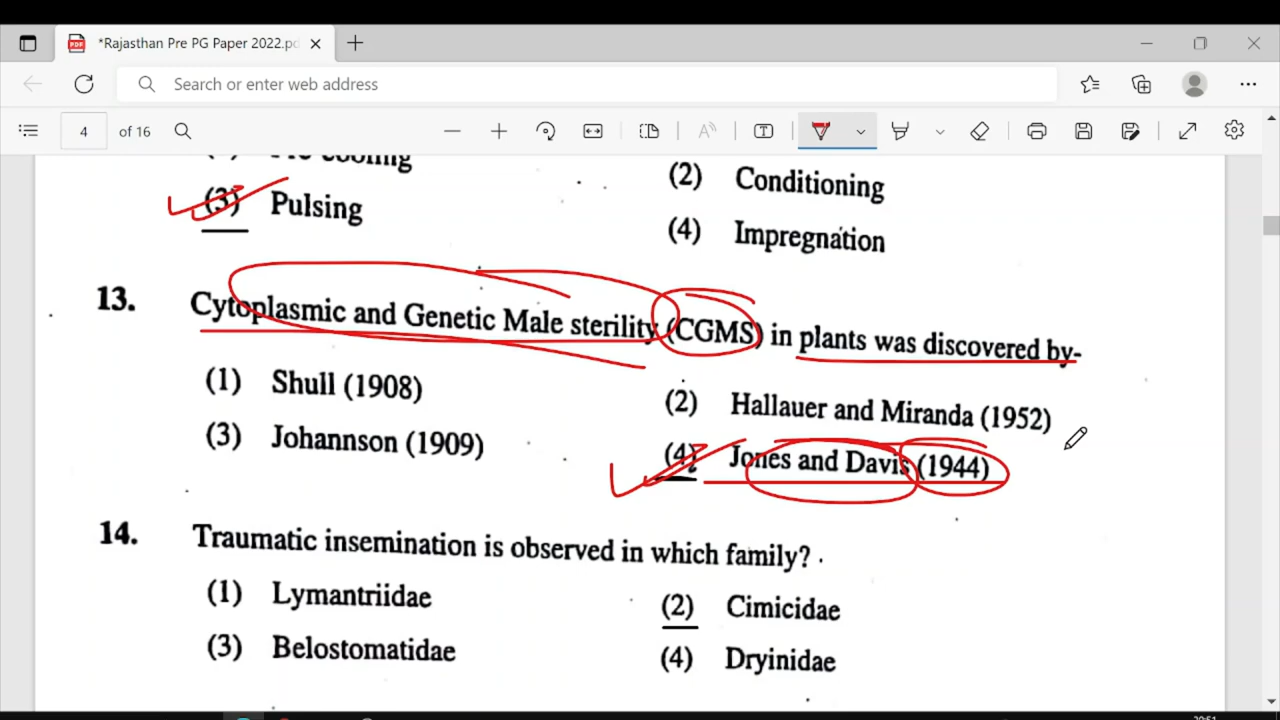 *Rajasthan Pre PG Paper 2022.pd
Search or enter web address
4 of 16
cooling
(2) Conditioning
(3) Pulsing
(4) Impregnation
13. Cytoplasmic and Genetic Male sterility (CGMS) in plants was discovered by-
(1) Shull (1908)
(2) Hallauer and Miranda (1952)
(3) Johannson (1909)
(4) Jones and Davis (1944)
14. Traumatic insemination is observed in which family?
(1) Lymantriidae
(2) Cimicidae
(3) Belostomatidae
(4) Dryinidae